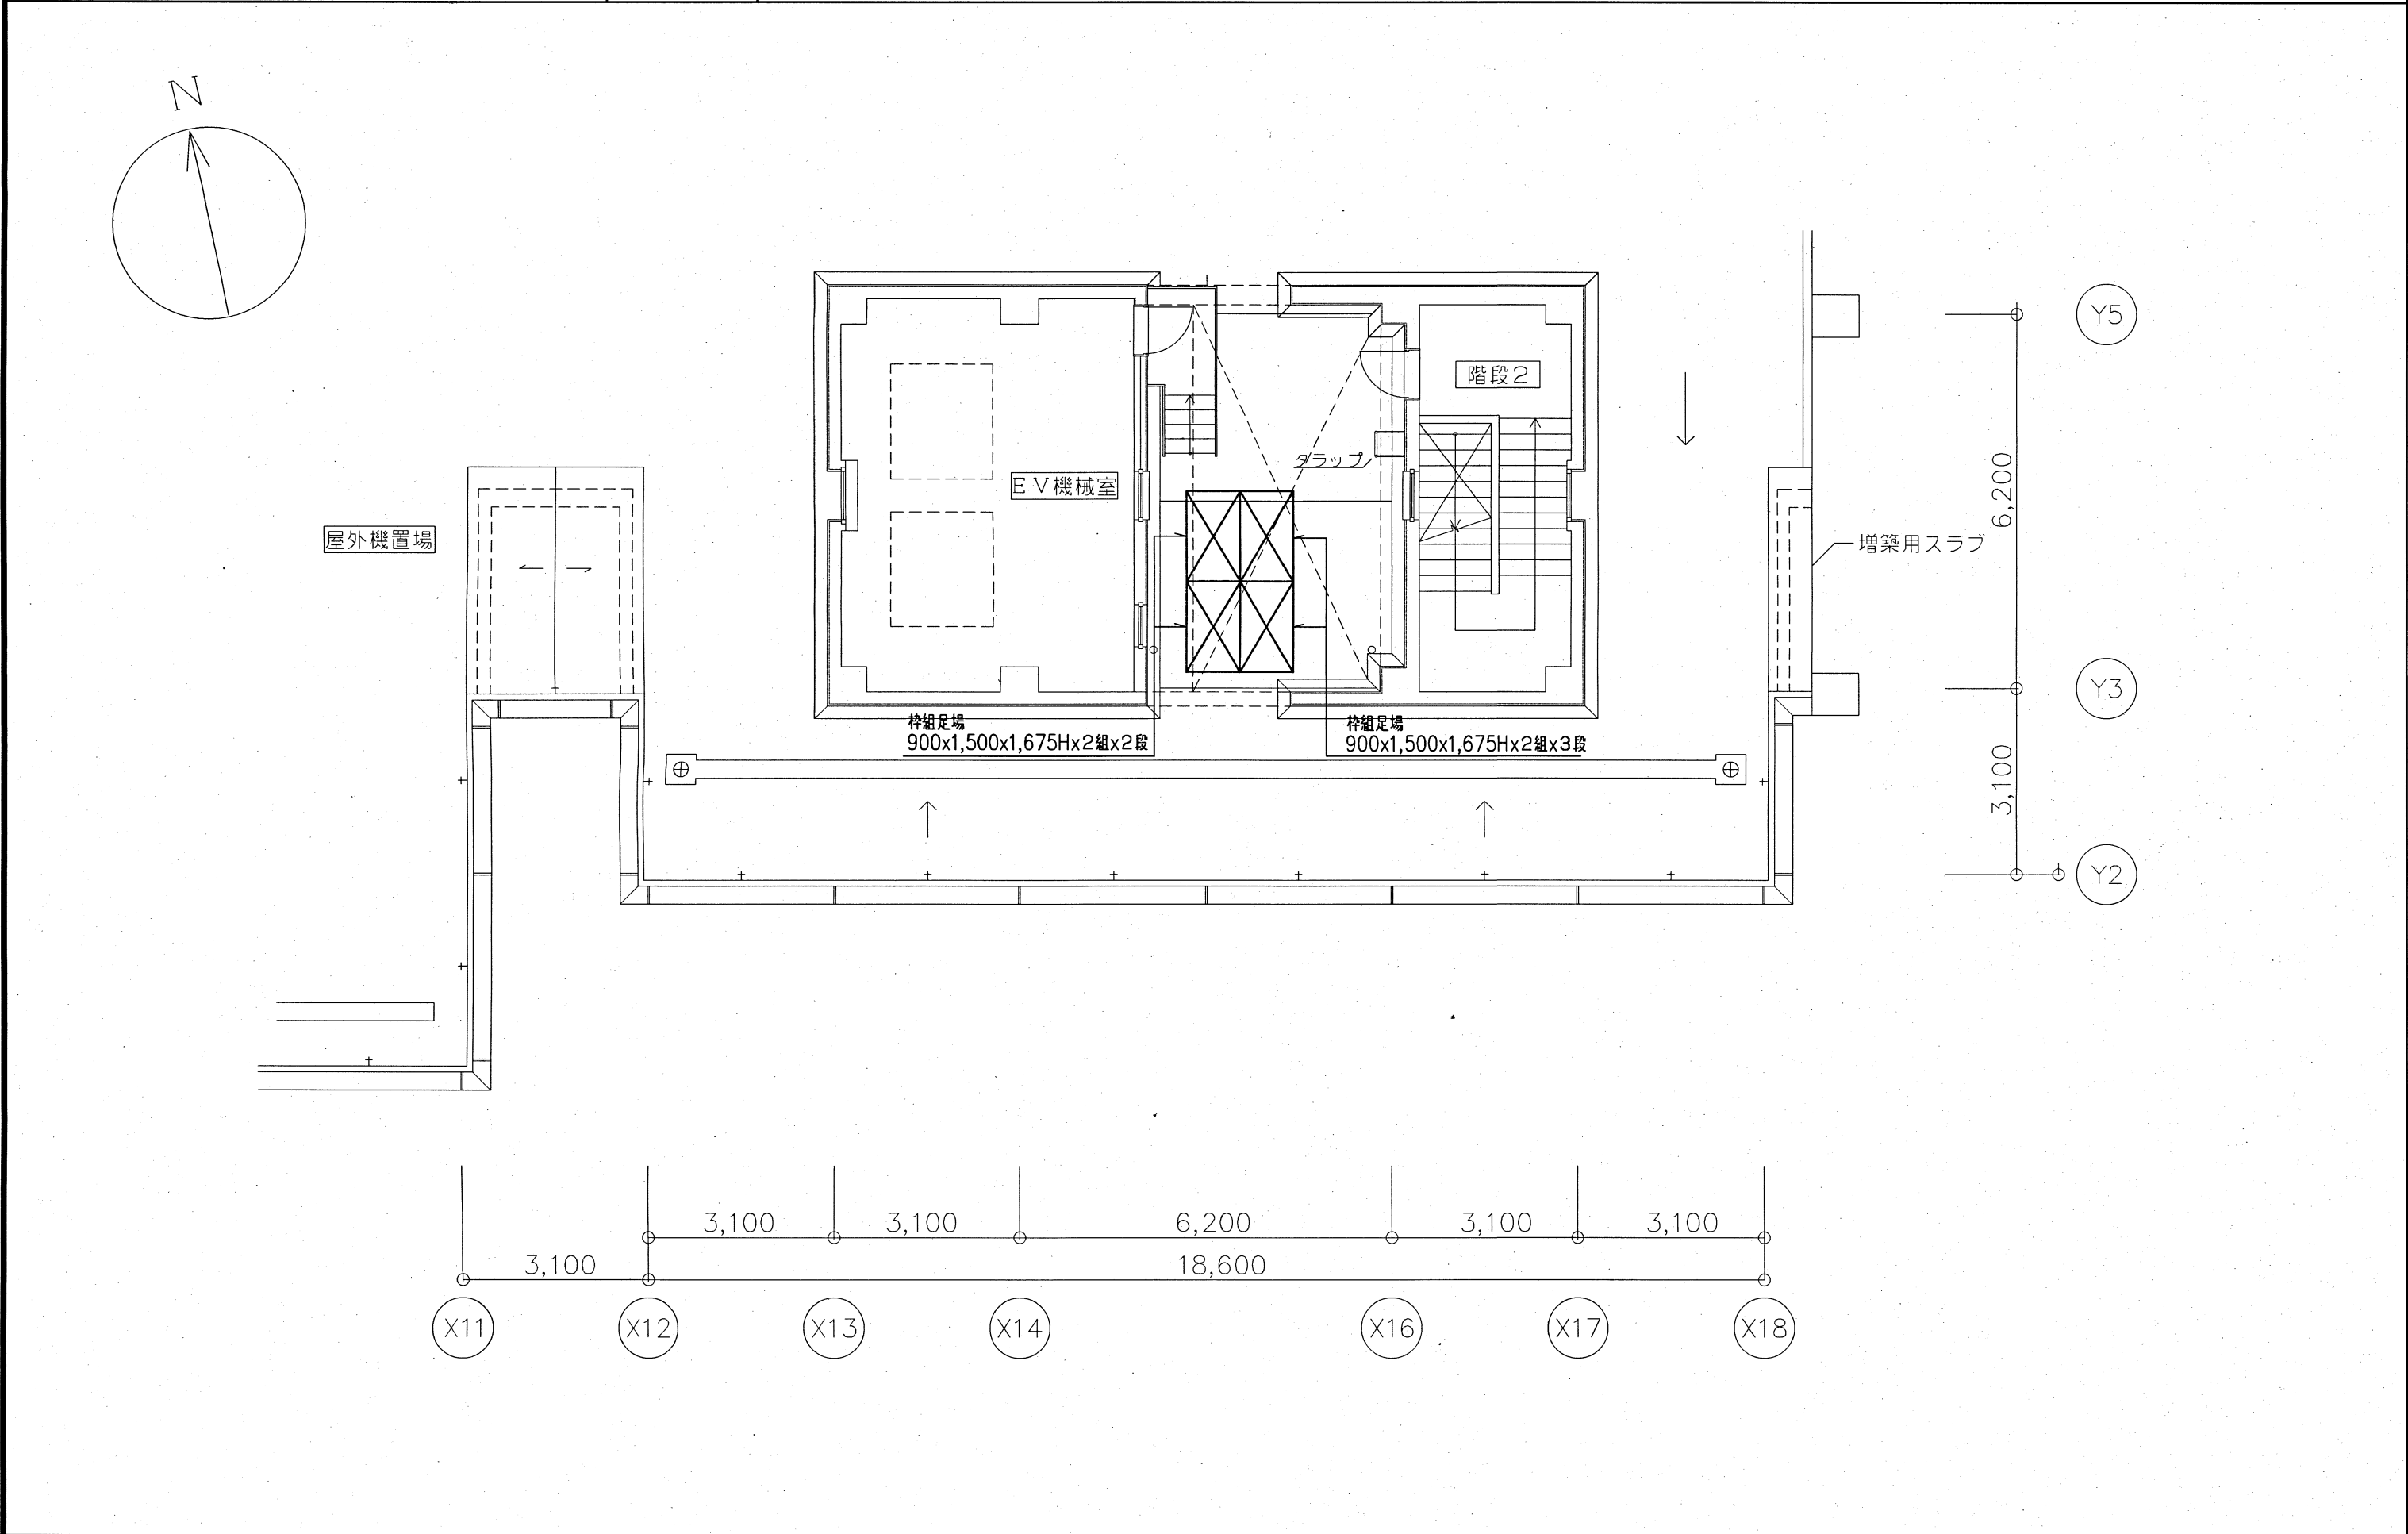 N
Y5
階段2
タラップ
EV機械室
6,200
屋外機置場
増築用スラブ
Y3
枠組足場
900x1,500x1,675Hx2組x2段
枠組足場
900x1,500x1,675Hx2組x3段
3,100
Y2
3,100
3,100
6,200
3,100
3,100
3,100
18,600
X11
X12
X13
X14
X16
X17
X18